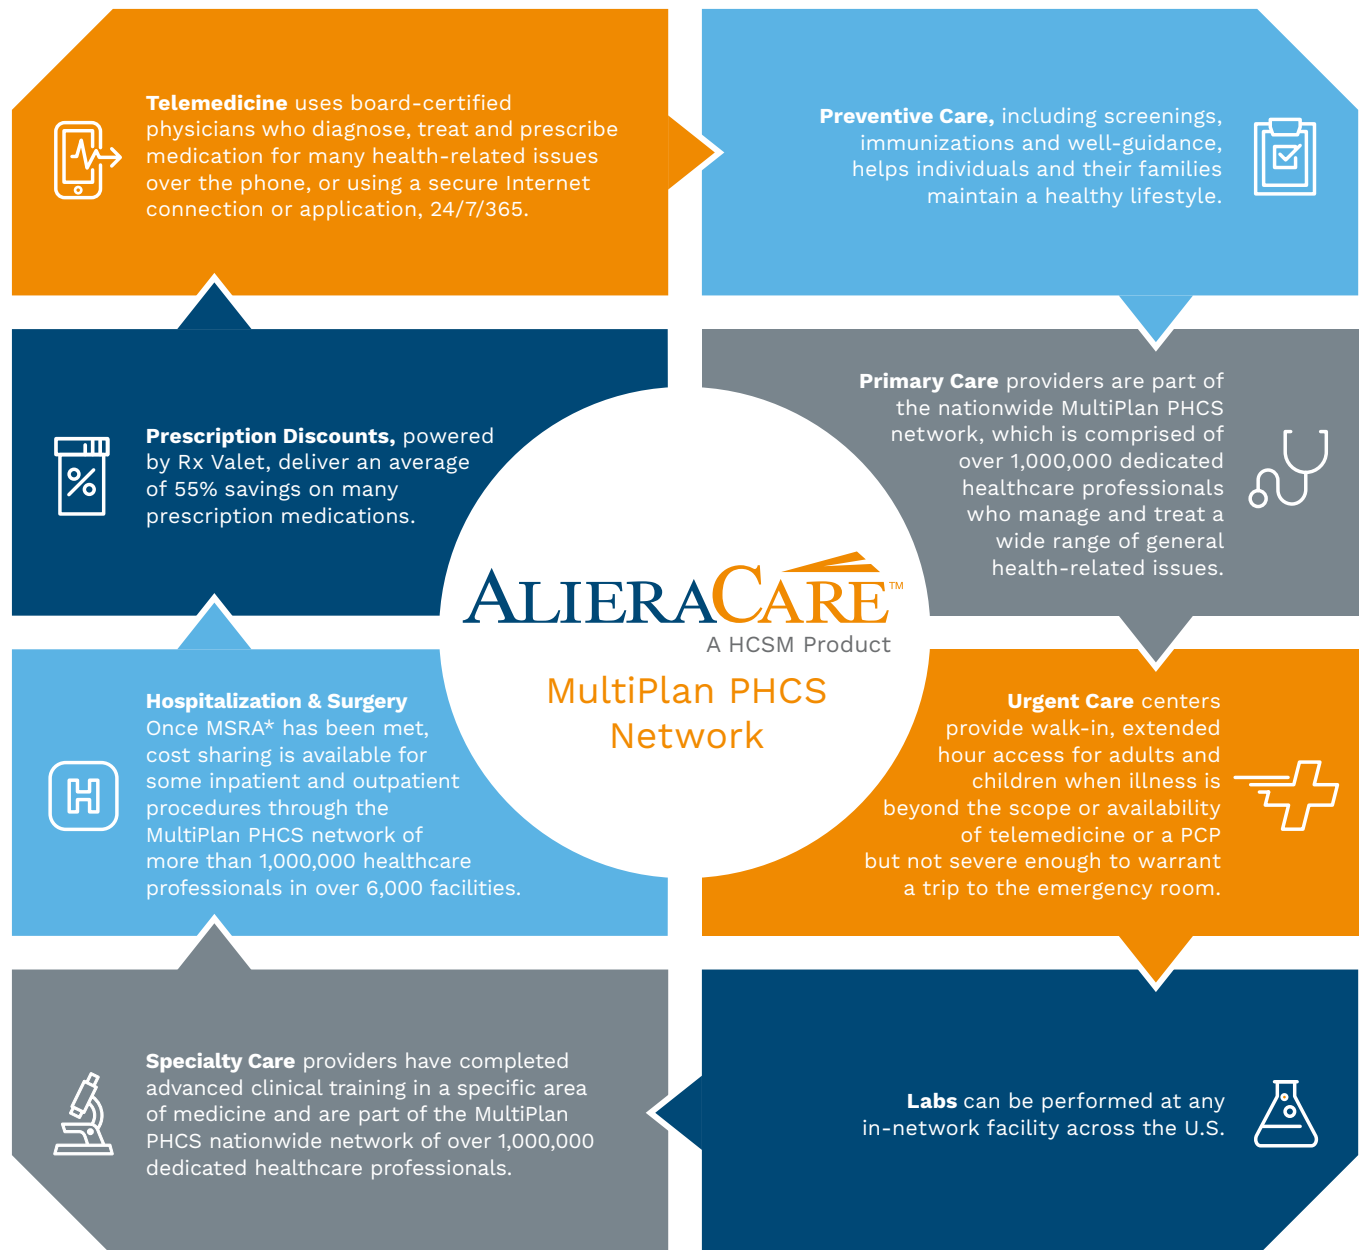 Telemedicine uses board-certified
physicians who diagnose, treat and prescribe
medication for many health-related issues
over the phone, or using a secure Internet
connection or application, 24/7/365.
Preventive Care, including screenings,
immunizations and well-guidance,
helps individuals and their families
maintain a healthy lifestyle.
Primary Care providers are part of
the nationwide MultiPlan PHCS
network, which is comprised of
over 1,000,000 dedicated
healthcare professionals
who manage and treat a
wide range of general
health-related issues.
Urgent Care centers
provide walk-in, extended
hour access for adults and
children when illness is
beyond the scope or availability
of telemedicine or a PCP
but not severe enough to warrant
a trip to the emergency room.
Labs can be performed at any
in-network facility across the U.S.
Specialty Care providers have completed
advanced clinical training in a specific area
of medicine and are part of the MultiPlan
PHCS nationwide network of over 1,000,000
dedicated healthcare professionals.
Hospitalization & Surgery
Once MSRA* has been met,
cost sharing is available for
some inpatient and outpatient
procedures through the
MultiPlan PHCS network of
more than 1,000,000 healthcare
professionals in over 6,000 facilities.
Prescription Discounts, powered
by Rx Valet, deliver an average
of 55% savings on many
prescription medications.
%
H
ALIERACARE™
A HCSM Product
MultiPlan PHCS
Network